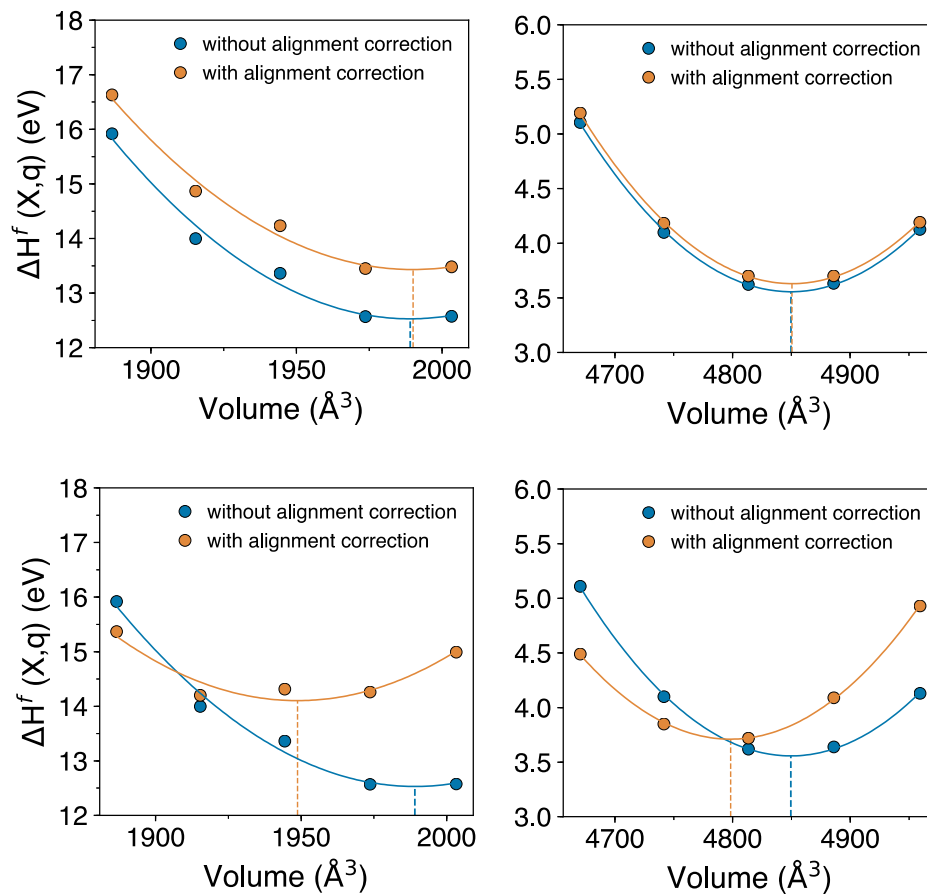 18
17
16
15
14
13
12
ΔH^f (X,q) (eV)
without alignment correction
with alignment correction
1900
1950
2000
Volume (Å³)
6.0
5.5
5.0
4.5
4.0
3.5
3.0
without alignment correction
with alignment correction
4700
4800
4900
Volume (Å³)
18
17
16
15
14
13
12
ΔH^f (X,q) (eV)
without alignment correction
with alignment correction
1900
1950
2000
Volume (Å³)
6.0
5.5
5.0
4.5
4.0
3.5
3.0
without alignment correction
with alignment correction
4700
4800
4900
Volume (Å³)